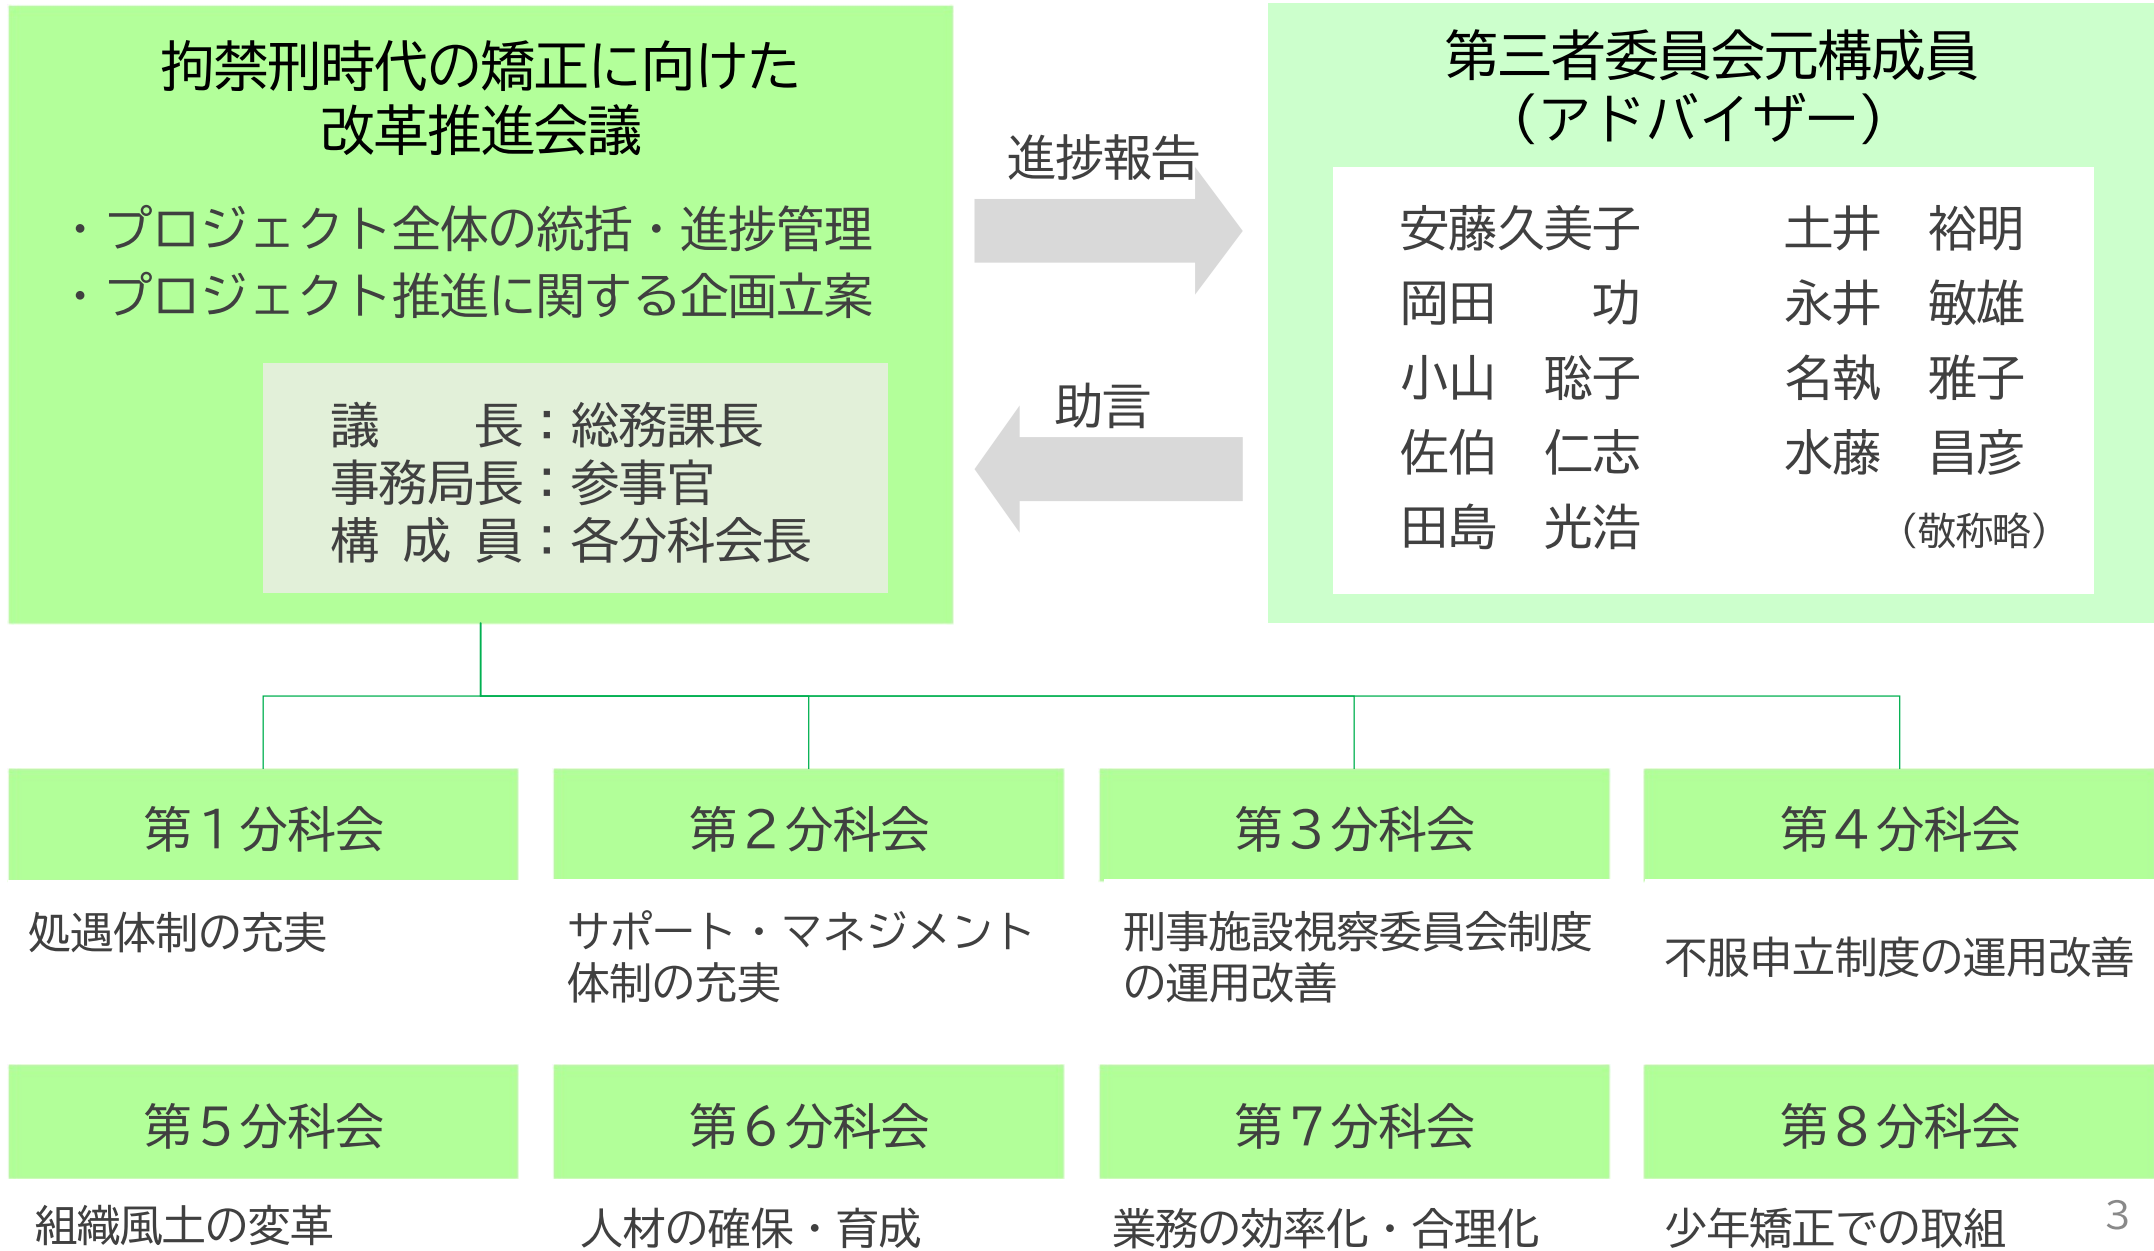 拘禁刑時代の矯正に向けた
改革推進会議
・プロジェクト全体の統括・進捗管理
・プロジェクト推進に関する企画立案
議　　長：総務課長
事務局長：参事官
構 成 員：各分科会長
進捗報告
助言
第三者委員会元構成員
（アドバイザー）
安藤久美子　　　土井　裕明
岡田　　功　　　永井　敏雄
小山　聡子　　　名執　雅子
佐伯　仁志　　　水藤　昌彦
田島　光浩　　　（敬称略）
第１分科会
処遇体制の充実
第２分科会
サポート・マネジメント
体制の充実
第３分科会
刑事施設視察委員会制度
の運用改善
第４分科会
不服申立制度の運用改善
第５分科会
組織風土の変革
第６分科会
人材の確保・育成
第７分科会
業務の効率化・合理化
第８分科会
少年矯正での取組
3